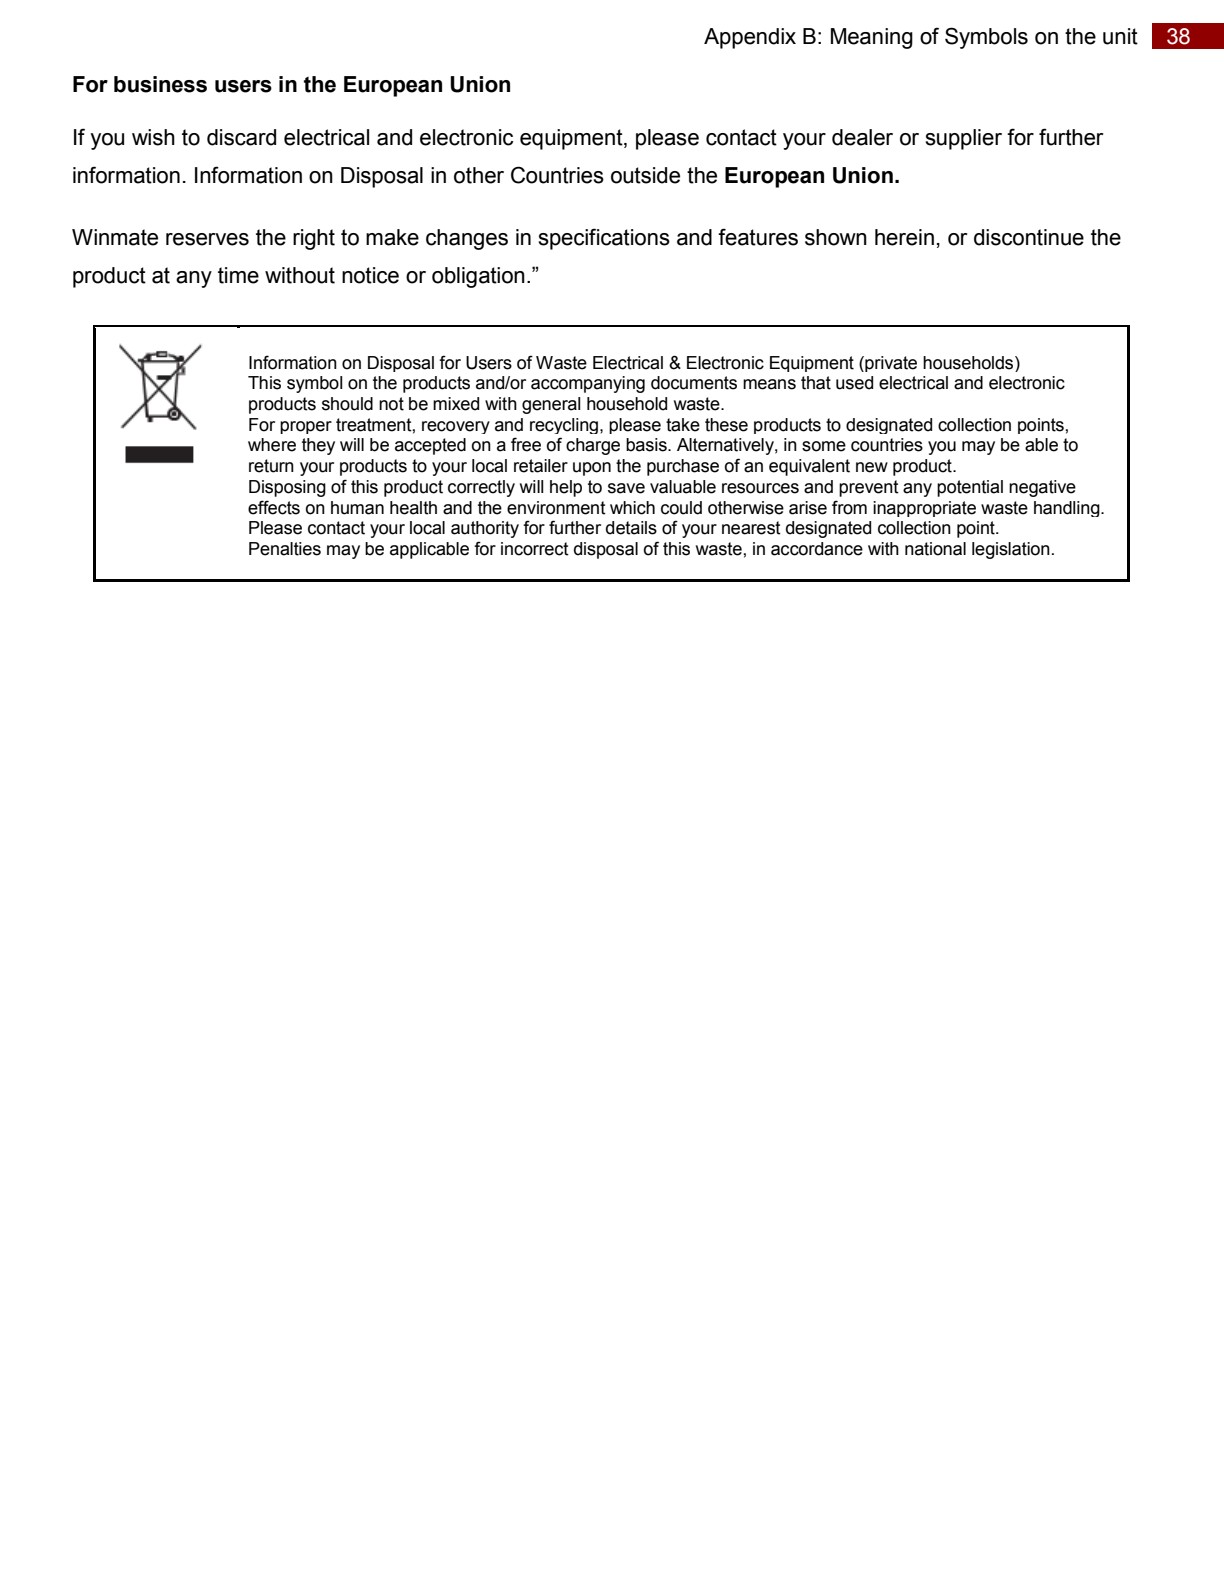 Appendix B: Meaning of Symbols on the unit 38
For business users in the European Union
If you wish to discard electrical and electronic equipment, please contact your dealer or supplier for further
information. Information on Disposal in other Countries outside the European Union.
Winmate reserves the right to make changes in specifications and features shown herein, or discontinue the
product at any time without notice or obligation.”
Information on Disposal for Users of Waste Electrical & Electronic Equipment (private households)
This symbol on the products and/or accompanying documents means that used electrical and electronic
products should not be mixed with general household waste.
For proper treatment, recovery and recycling, please take these products to designated collection points,
where they will be accepted on a free of charge basis. Alternatively, in some countries you may be able to
return your products to your local retailer upon the purchase of an equivalent new product.
Disposing of this product correctly will help to save valuable resources and prevent any potential negative
effects on human health and the environment which could otherwise arise from inappropriate waste handling.
Please contact your local authority for further details of your nearest designated collection point.
Penalties may be applicable for incorrect disposal of this waste, in accordance with national legislation.